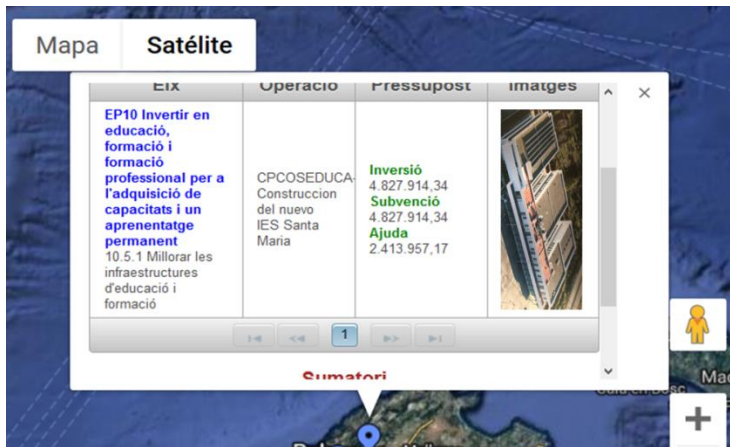 Mapa Satélite
Eix Operació Pressupost Imatges
EP10 Invertir en
educació,
formació i
formació
professional per a
l'adquisició de
capacitats i un
aprenentatge
permanent
10.5.1 Millorar les
infraestructures
d'educació i
formació
CPCOSEDUCA-
Construccion
del nuevo
IES Santa
Maria
Inversió
4.827.914,34
Subvenció
4.827.914,34
Ajuda
2.413.957,17
1
Sumatori